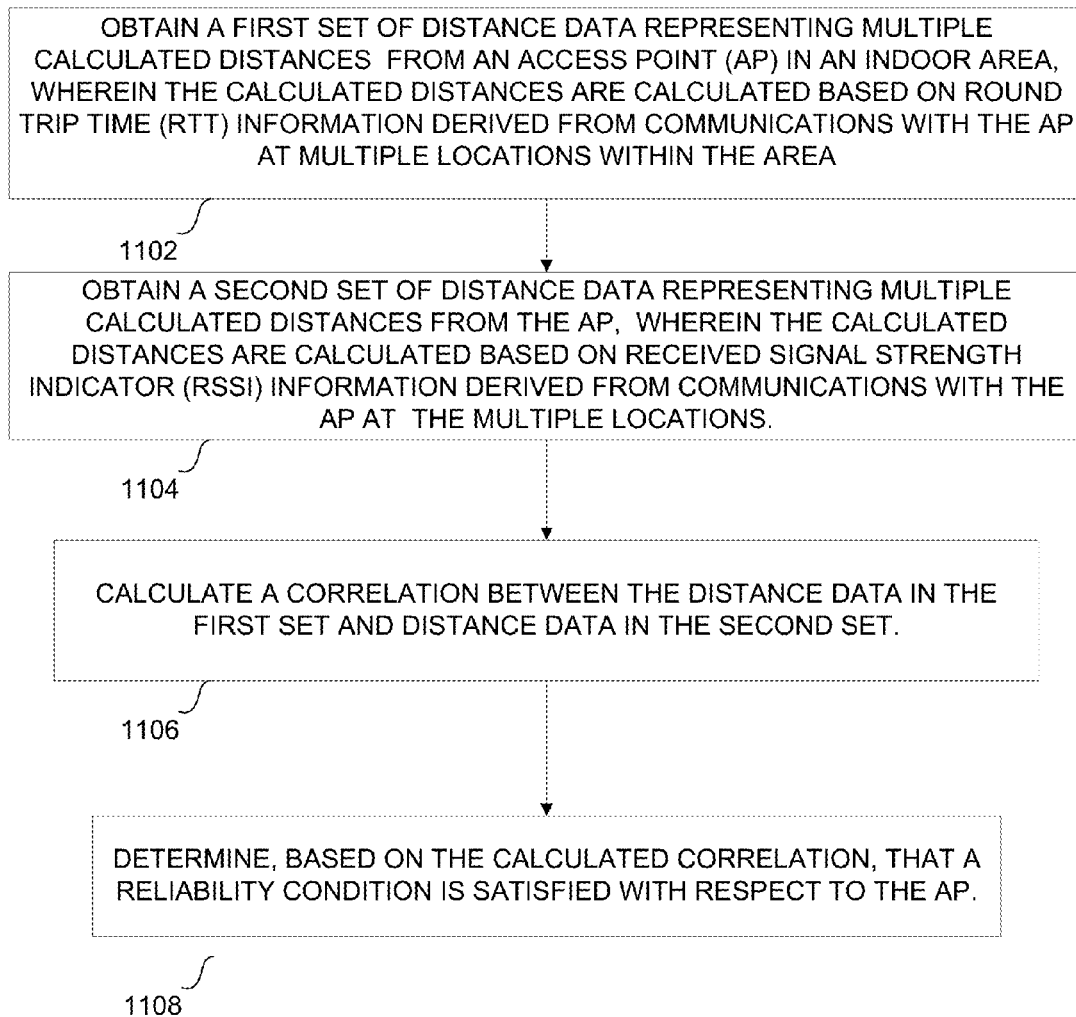 OBTAIN A FIRST SET OF DISTANCE DATA REPRESENTING MULTIPLE
CALCULATED DISTANCES FROM AN ACCESS POINT (AP) IN AN INDOOR AREA,
WHEREIN THE CALCULATED DISTANCES ARE CALCULATED BASED ON ROUND
TRIP TIME (RTT) INFORMATION DERIVED FROM COMMUNICATIONS WITH THE AP
AT MULTIPLE LOCATIONS WITHIN THE AREA
1102
OBTAIN A SECOND SET OF DISTANCE DATA REPRESENTING MULTIPLE
CALCULATED DISTANCES FROM THE AP, WHEREIN THE CALCULATED
DISTANCES ARE CALCULATED BASED ON RECEIVED SIGNAL STRENGTH
INDICATOR (RSSI) INFORMATION DERIVED FROM COMMUNICATIONS WITH THE
AP AT THE MULTIPLE LOCATIONS.
1104
CALCULATE A CORRELATION BETWEEN THE DISTANCE DATA IN THE
FIRST SET AND DISTANCE DATA IN THE SECOND SET.
1106
DETERMINE, BASED ON THE CALCULATED CORRELATION, THAT A
RELIABILITY CONDITION IS SATISFIED WITH RESPECT TO THE AP.
1108